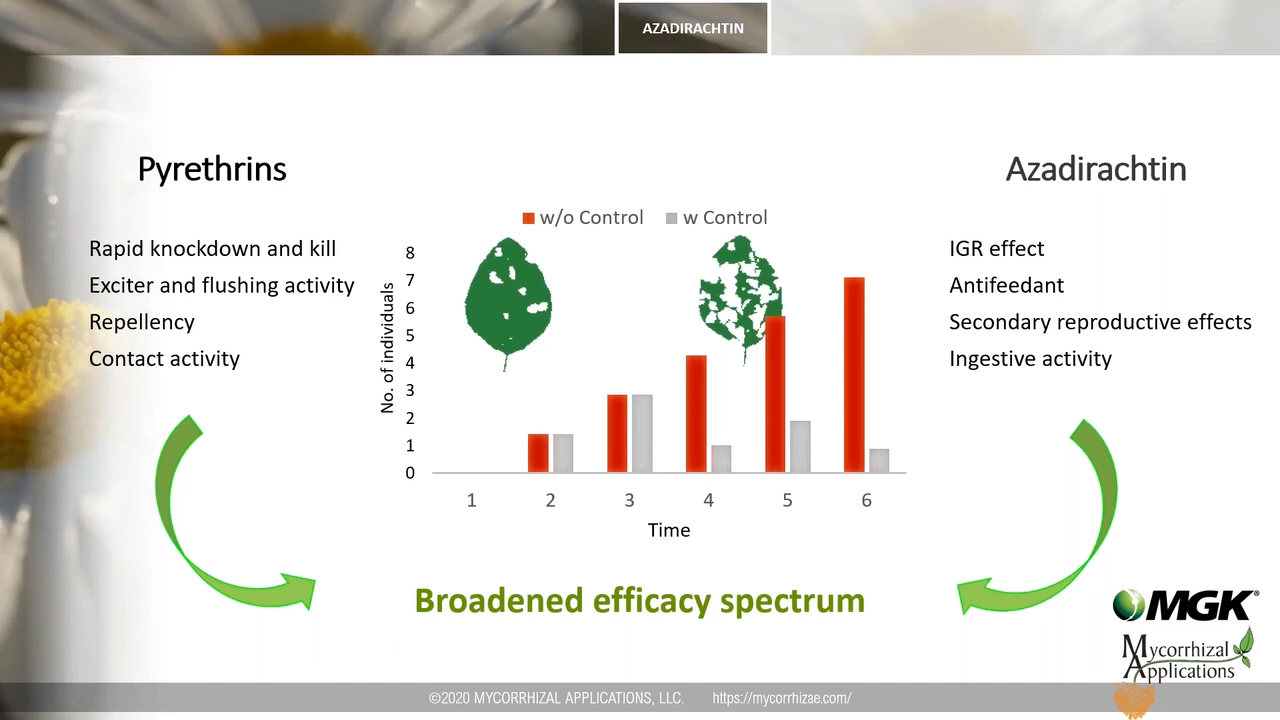 AZADIRACHTIN
Pyrethrins
Rapid knockdown and kill
Exciter and flushing activity
Repellency
Contact activity
w/o Control w Control
No. of individuals
8
7
6
5
4
3
2
1
0
1 2 3 4 5 6
Time
Azadirachtin
IGR effect
Antifeedant
Secondary reproductive effects
Ingestive activity
Broadened efficacy spectrum
MGK®
Mycorrhizal
Applications
©2020 MYCORRHIZAL APPLICATIONS, LLC. https://mycorrhizae.com/